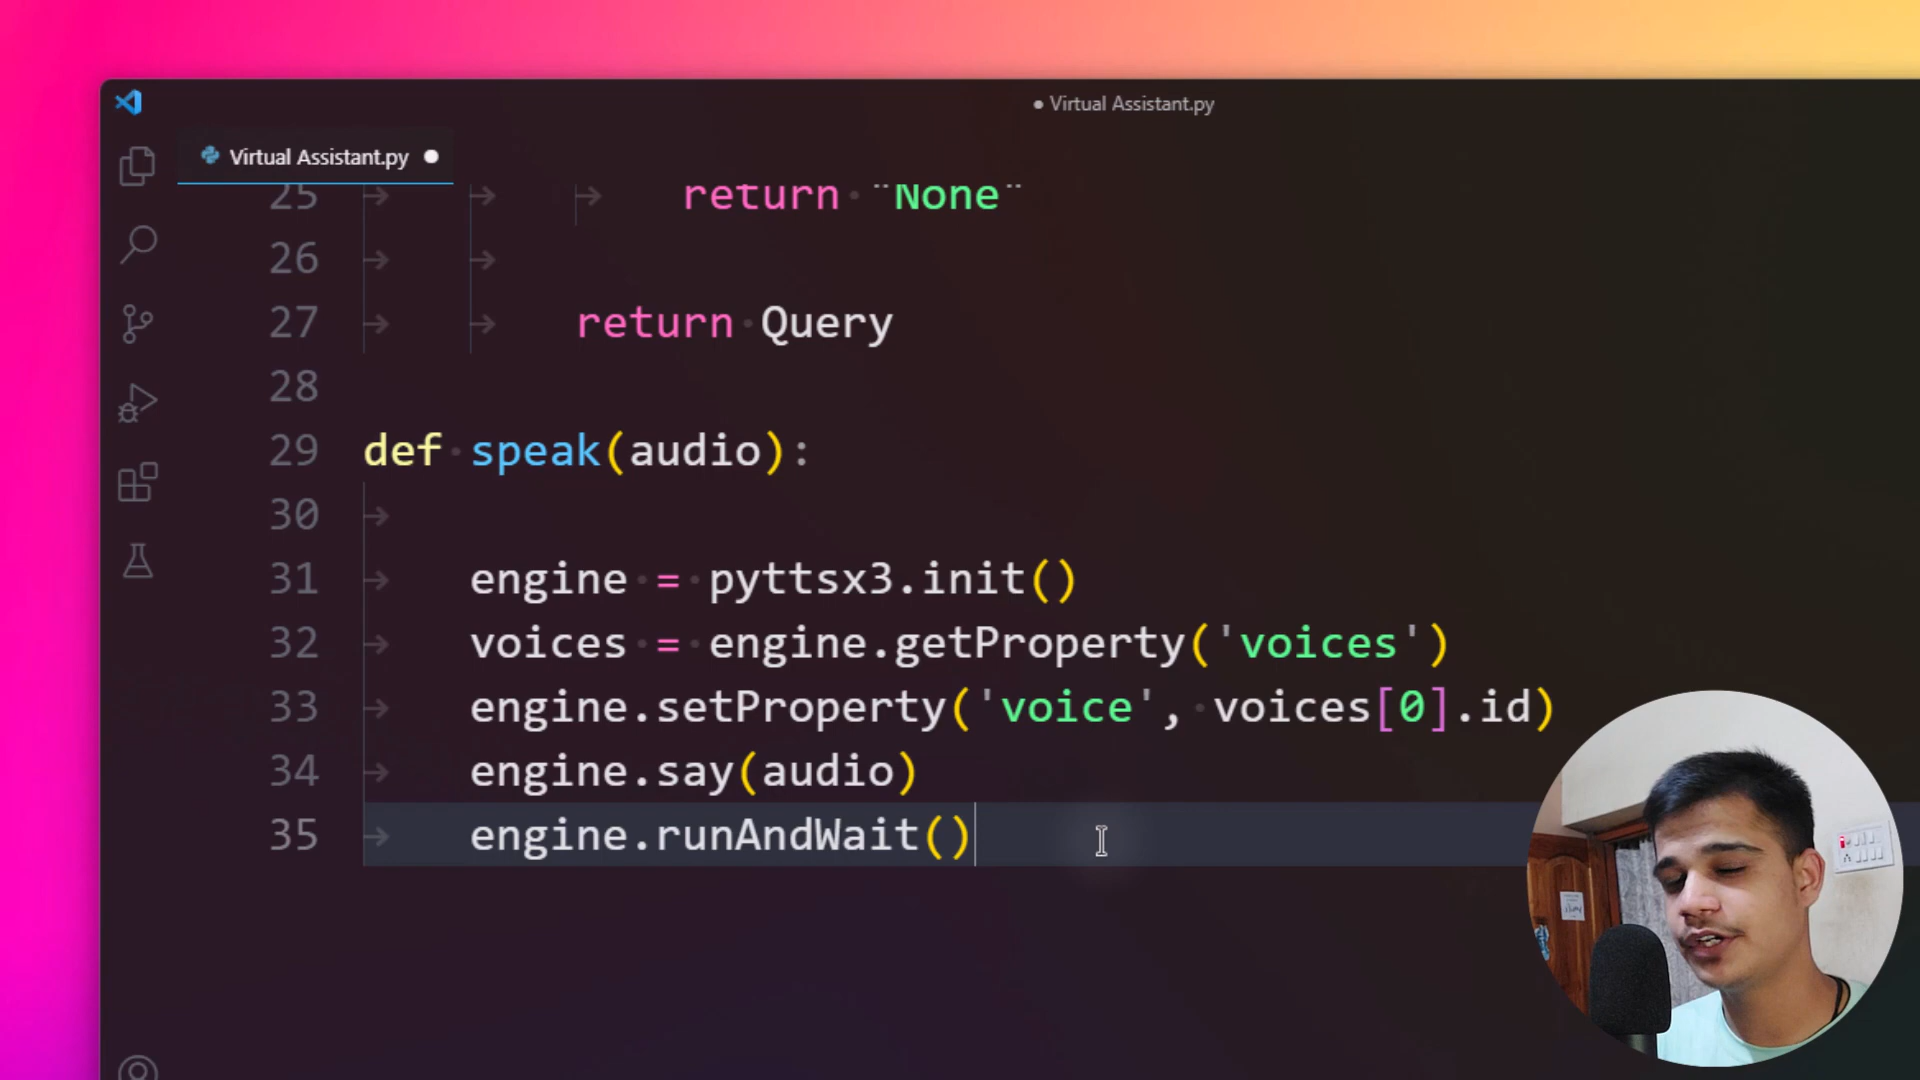 ● Virtual Assistant.py
Virtual Assistant.py ●
25 return "None"
26
27 return Query
28
29 def speak(audio):
30
31 engine = pyttsx3.init()
32 voices = engine.getProperty('voices')
33 engine.setProperty('voice', voices[0].id)
34 engine.say(audio)
35 engine.runAndWait()